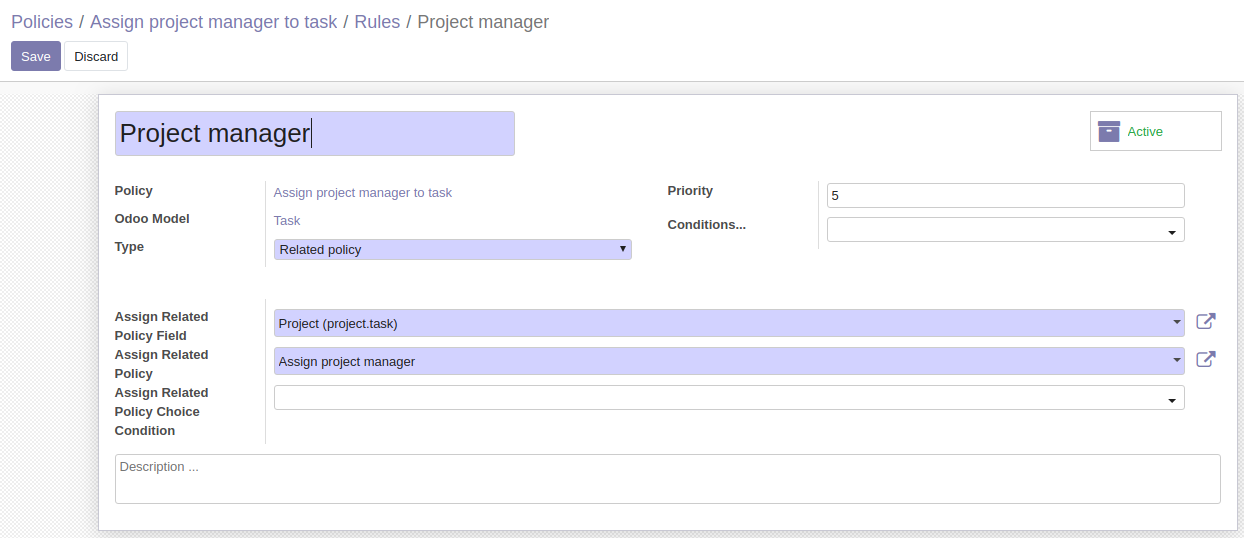 Policies / Assign project manager to task / Rules / Project manager
Save Discard
Project manager
Active
Policy Assign project manager to task
Odoo Model Task
Type Related policy
Priority 5
Conditions...
Assign Related
Policy Field
Project (project.task)
Assign Related
Policy
Assign project manager
Assign Related
Policy Choice
Condition
Description ...